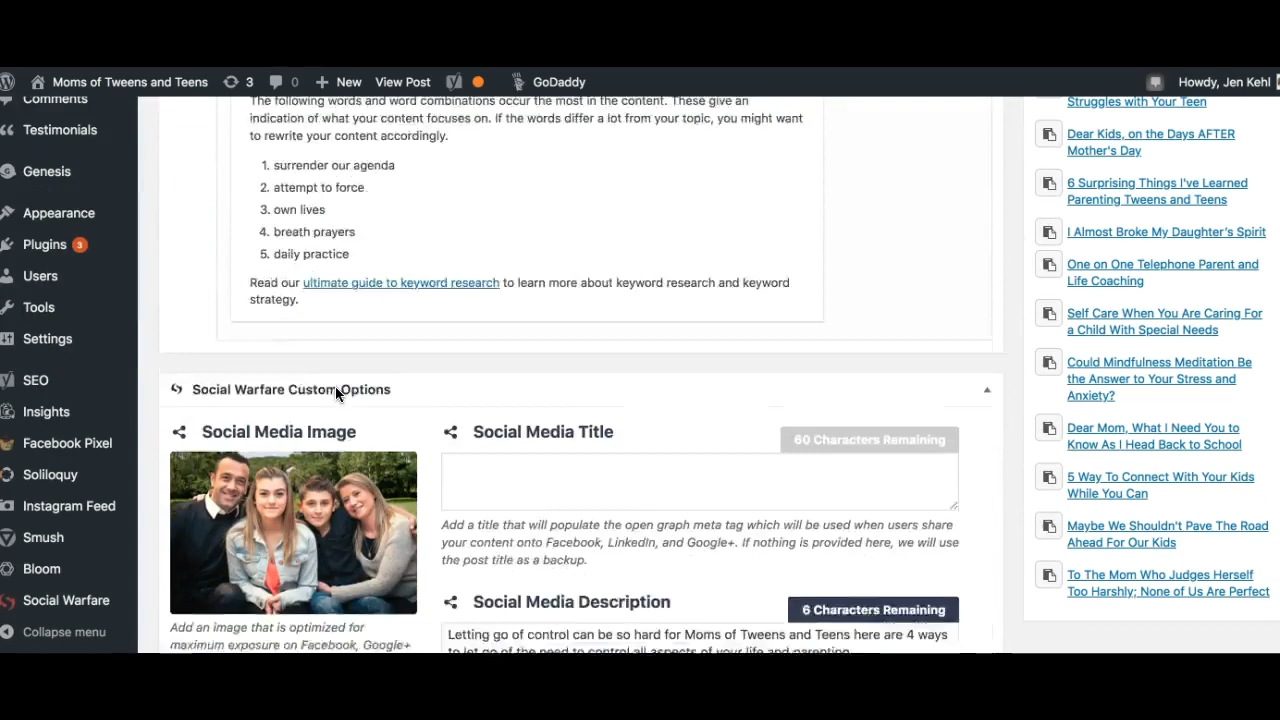 Moms of Tweens and Teens 3 0 New View Post GoDaddy Howdy, Jen Kehl
Comments
Testimonials
Genesis
Appearance
Plugins 3
Users
Tools
Settings
SEO
Insights
Facebook Pixel
Soliloquy
Instagram Feed
Smush
Bloom
Social Warfare
Collapse menu
The following words and word combinations occur the most in the content. These give an
indication of what your content focuses on. If the words differ a lot from your topic, you might want
to rewrite your content accordingly.
1. surrender our agenda
2. attempt to force
3. own lives
4. breath prayers
5. daily practice
Read our ultimate guide to keyword research to learn more about keyword research and keyword
strategy.
Social Warfare Custom Options
Social Media Image
Add an image that is optimized for
maximum exposure on Facebook, Google+
Social Media Title
60 Characters Remaining
Add a title that will populate the open graph meta tag which will be used when users share
your content onto Facebook, LinkedIn, and Google+. If nothing is provided here, we will use
the post title as a backup.
Social Media Description
6 Characters Remaining
Letting go of control can be so hard for Moms of Tweens and Teens here are 4 ways
to let go of the need to control all aspects of your life and parenting
Struggles with Your Teen
Dear Kids, on the Days AFTER
Mother's Day
6 Surprising Things I've Learned
Parenting Tweens and Teens
I Almost Broke My Daughter's Spirit
One on One Telephone Parent and
Life Coaching
Self Care When You Are Caring For
a Child With Special Needs
Could Mindfulness Meditation Be
the Answer to Your Stress and
Anxiety?
Dear Mom, What I Need You to
Know As I Head Back to School
5 Way To Connect With Your Kids
While You Can
Maybe We Shouldn't Pave The Road
Ahead For Our Kids
To The Mom Who Judges Herself
Too Harshly; None of Us Are Perfect